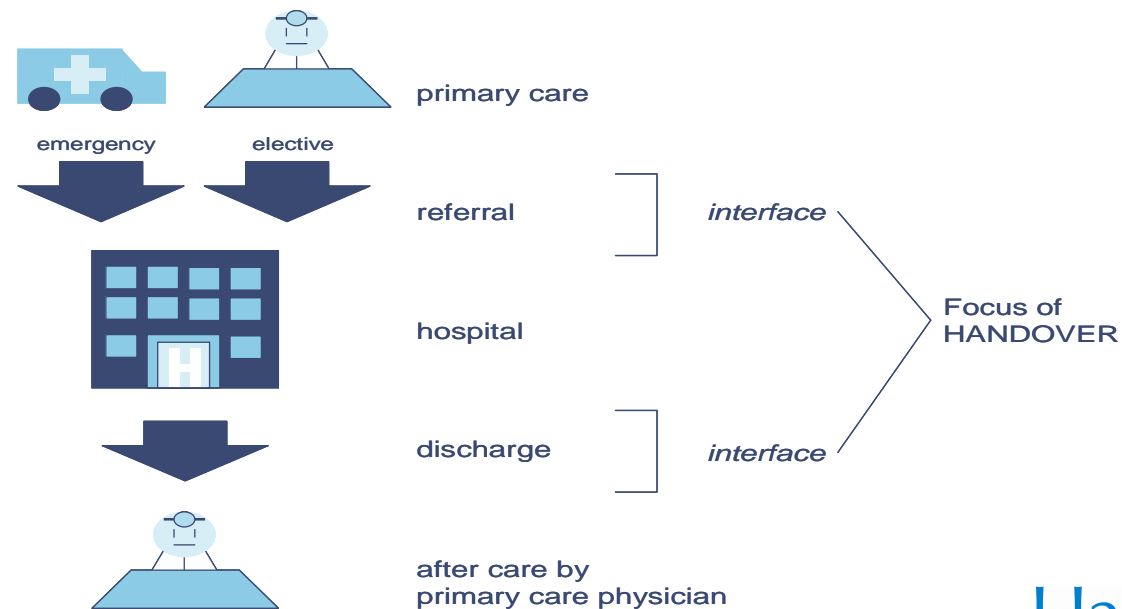 primary care
emergency
elective
referral
interface
H
hospital
Focus of
HANDOVER
discharge
interface
after care by
primary care physician